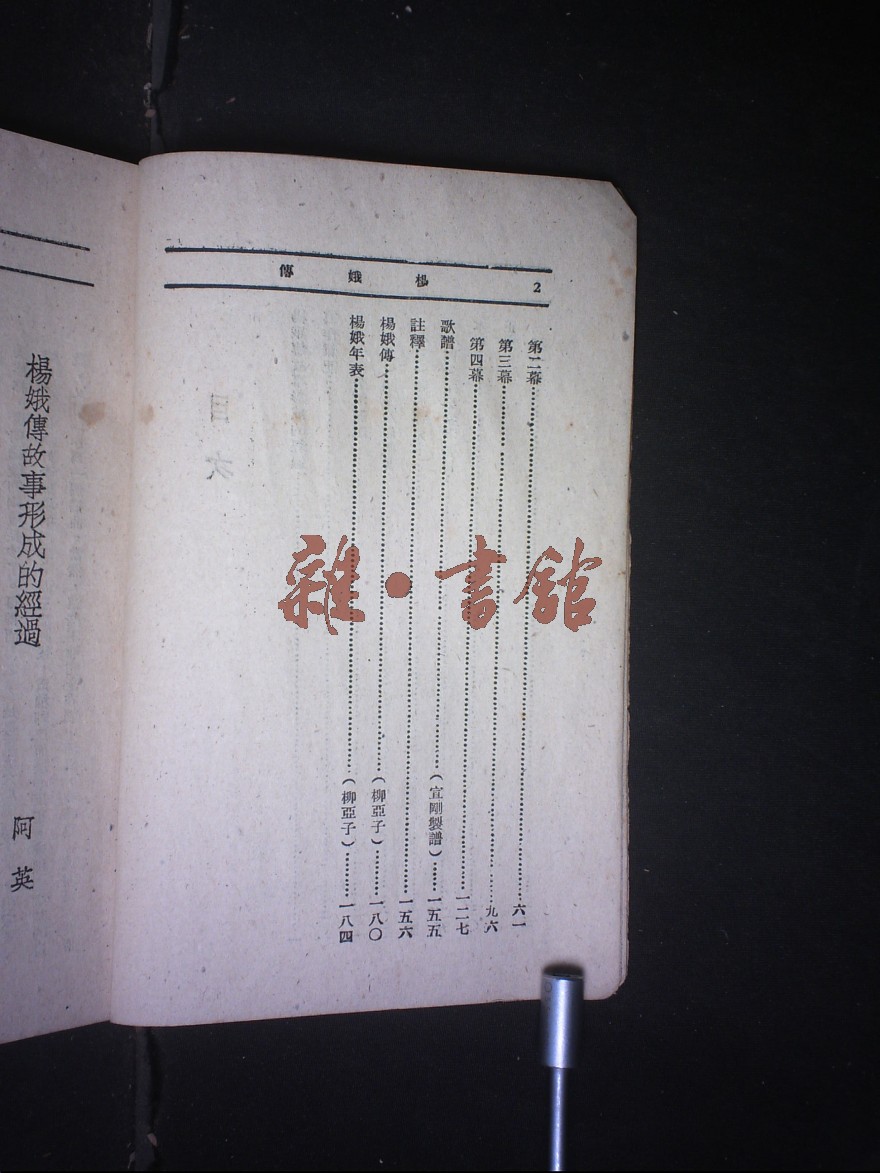 2
楊娥傳
第二幕……六一
第三幕……九六
第四幕……一二七
歌譜……(宣剛製譜)……一五五
註釋……一五六
楊娥傳……(柳亞子)……一八〇
楊娥年表……(柳亞子)……一八四
目次
楊娥傳故事形成的經過
阿英
雜·書館